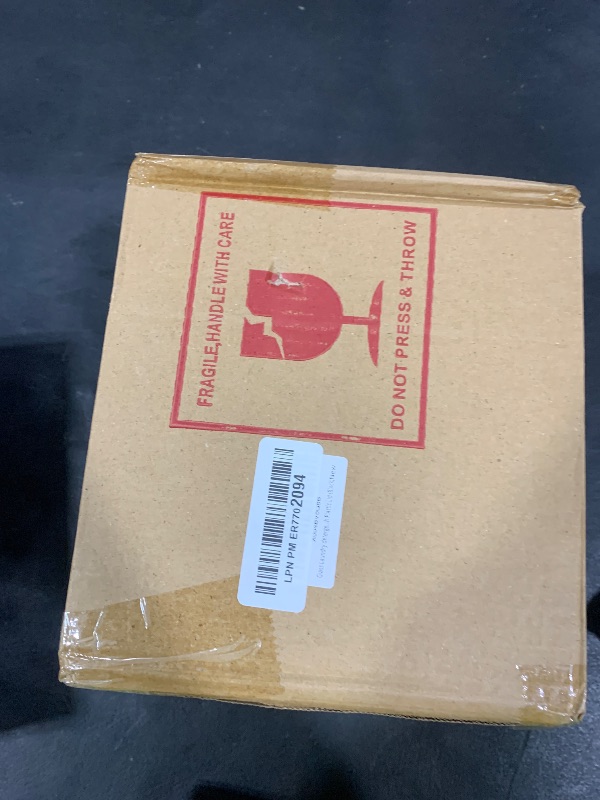 FRAGILE,HANDLE WITH CARE
DO NOT PRESS & THROW
LPN PM ER7702094